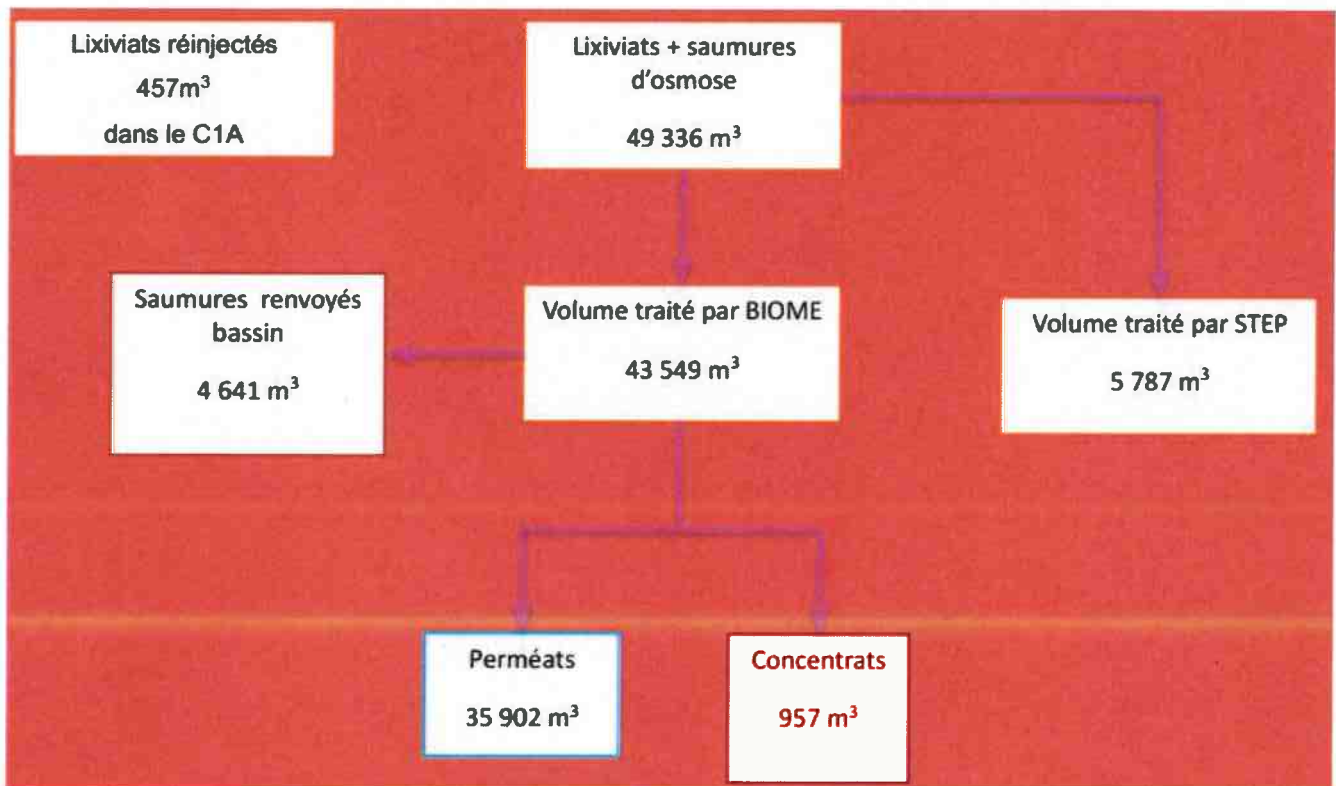 Lixiviats réinjectés
457m³
dans le C1A
Lixiviats + saumures
d'osmose
49 336 m³
Saumures renvoyés
bassin
4 641 m³
Volume traité par BIOME
43 549 m³
Volume traité par STEP
5 787 m³
Perméats
35 902 m³
Concentrats
957 m³